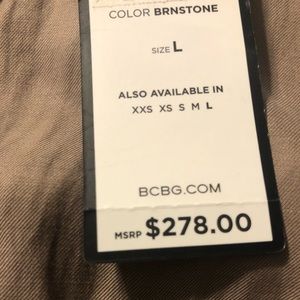 COLOR BRNSTONE
SIZE L
ALSO AVAILABLE IN
XXS XS S M L
BCBG.COM
MSRP $278.00